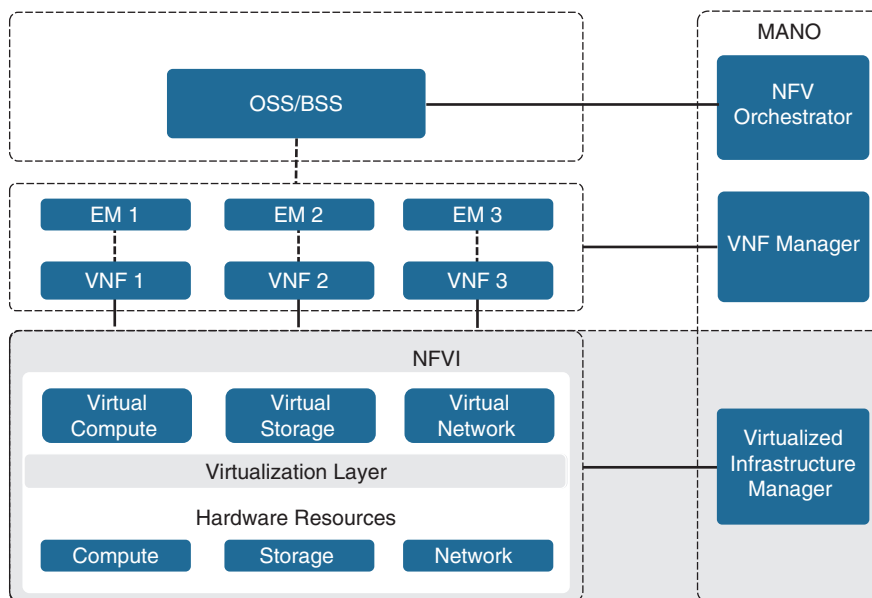 MANO
OSS/BSS
NFV
Orchestrator
EM 1
EM 2
EM 3
VNF Manager
VNF 1
VNF 2
VNF 3
NFVI
Virtual
Compute
Virtual
Storage
Virtual
Network
Virtualized
Infrastructure
Manager
Virtualization Layer
Hardware Resources
Compute
Storage
Network